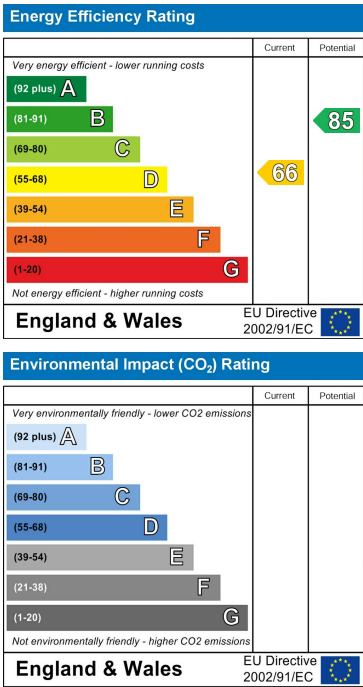 Energy Efficiency Rating
Current Potential
Very energy efficient - lower running costs
(92 plus) A
(81-91) B
85
(69-80) C
66
(55-68) D
(39-54) E
(21-38) F
(1-20) G
Not energy efficient - higher running costs
England & Wales
EU Directive
2002/91/EC
Environmental Impact (CO₂) Rating
Current Potential
Very environmentally friendly - lower CO2 emissions
(92 plus) A
(81-91) B
(69-80) C
(55-68) D
(39-54) E
(21-38) F
(1-20) G
Not environmentally friendly - higher CO2 emissions
England & Wales
EU Directive
2002/91/EC